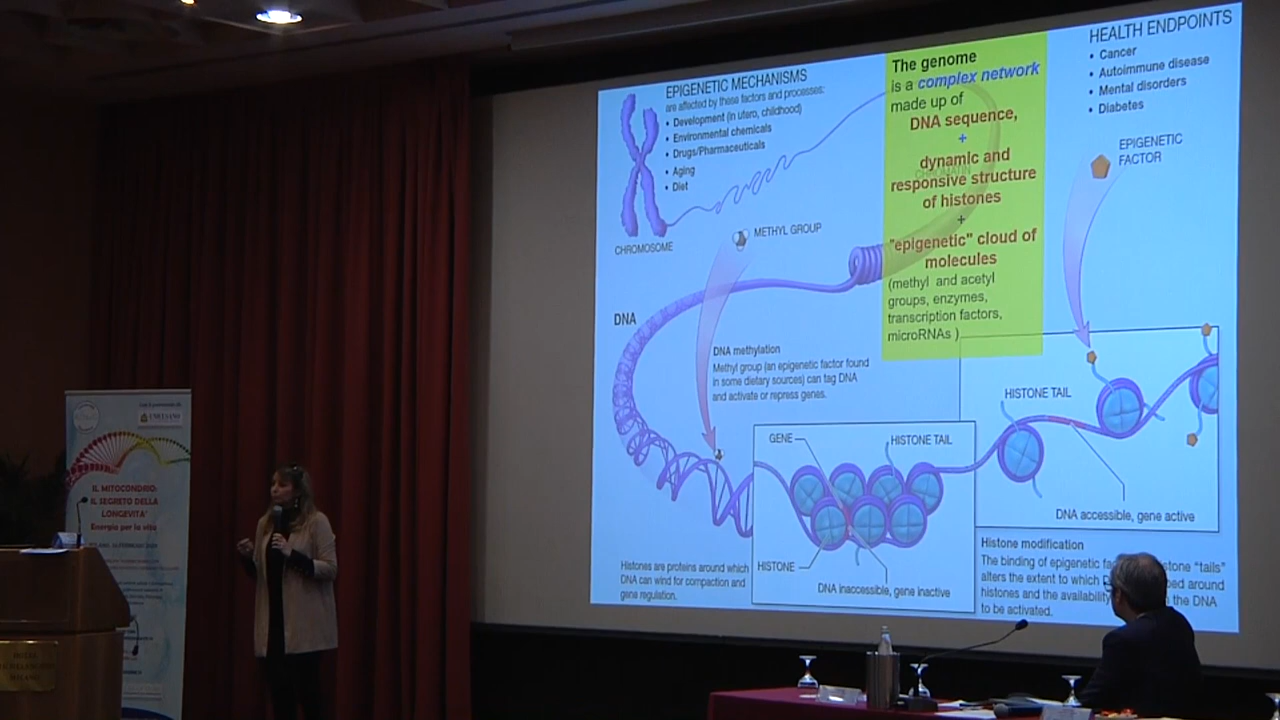 EPIGENETIC MECHANISMS
are affected by these factors and processes:
• Development (in utero, childhood)
• Environmental chemicals
• Drugs/Pharmaceuticals
• Aging
• Diet
CHROMOSOME
METHYL GROUP
The genome
is a complex network
made up of
DNA sequence,
+
dynamic and
responsive structure
of histones
+
"epigenetic" cloud of
molecules
(methyl and acetyl
groups, enzymes,
transcription factors,
microRNAs )
HEALTH ENDPOINTS
• Cancer
• Autoimmune disease
• Mental disorders
• Diabetes
EPIGENETIC
FACTOR
DNA
DNA methylation
Methyl group (an epigenetic factor found
in some dietary sources) can tag DNA
and activate or repress genes.
GENE
HISTONE TAIL
HISTONE
DNA inaccessible, gene inactive
HISTONE TAIL
DNA accessible, gene active
Histones are proteins around which
DNA can wind for compaction and
gene regulation.
Histone modification
The binding of epigenetic stone "tails"
alters the extent to which around
histones and the availability the DNA
to be activated.
IL MITOCONDRIO:
IL SEGRETO DELLA
LONGEVITA'
Energia per la vita